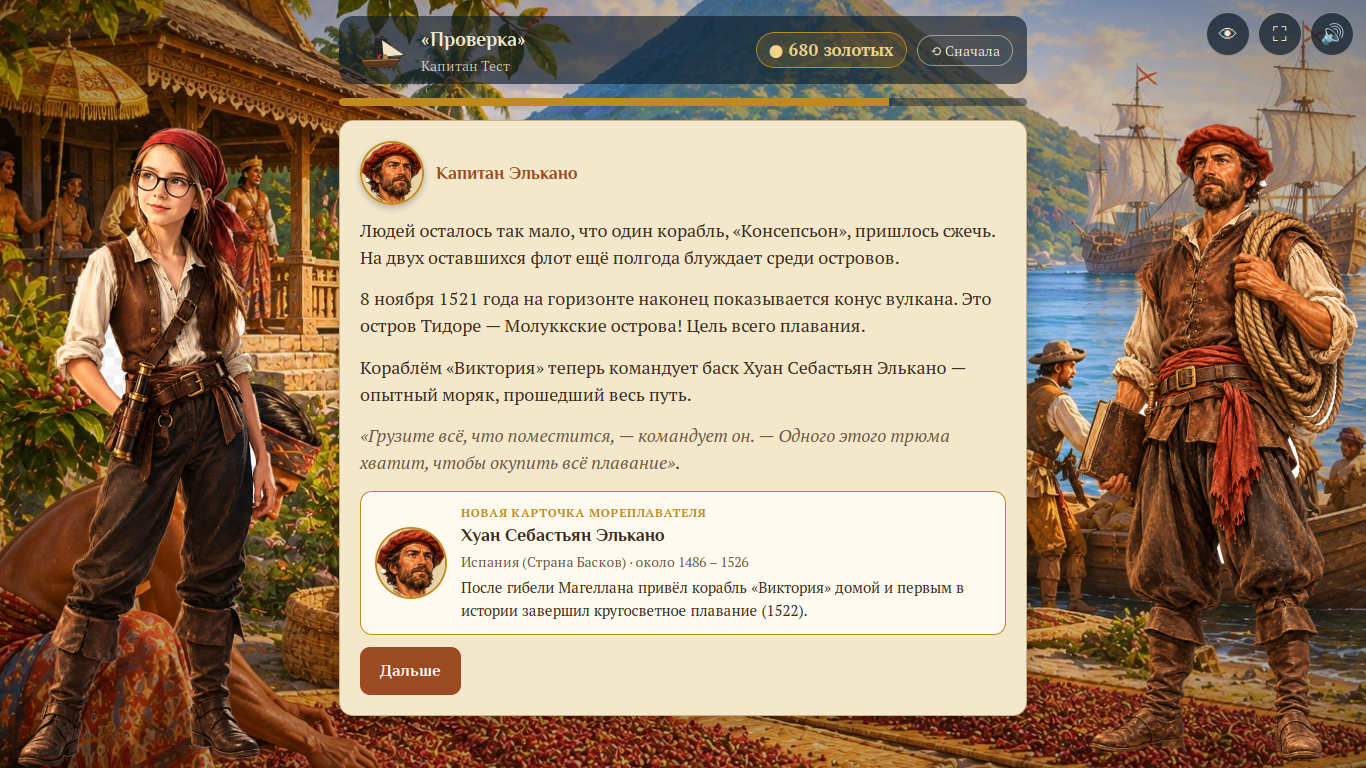 «Проверка»
Капитан Тест
680 золотых
⟲ Сначала
Капитан Элькано
Людей осталось так мало, что один корабль, «Консепсьон», пришлось сжечь.
На двух оставшихся флот ещё полгода блуждает среди островов.
8 ноября 1521 года на горизонте наконец показывается конус вулкана. Это
остров Тидоре — Молуккские острова! Цель всего плавания.
Кораблём «Виктория» теперь командует баск Хуан Себастьян Элькано —
опытный моряк, прошедший весь путь.
«Грузите всё, что поместится, — командует он. — Одного этого трюма
хватит, чтобы окупить всё плавание».
НОВАЯ КАРТОЧКА МОРЕПЛАВАТЕЛЯ
Хуан Себастьян Элькано
Испания (Страна Басков) · около 1486 – 1526
После гибели Магеллана привёл корабль «Виктория» домой и первым в
истории завершил кругосветное плавание (1522).
Дальше